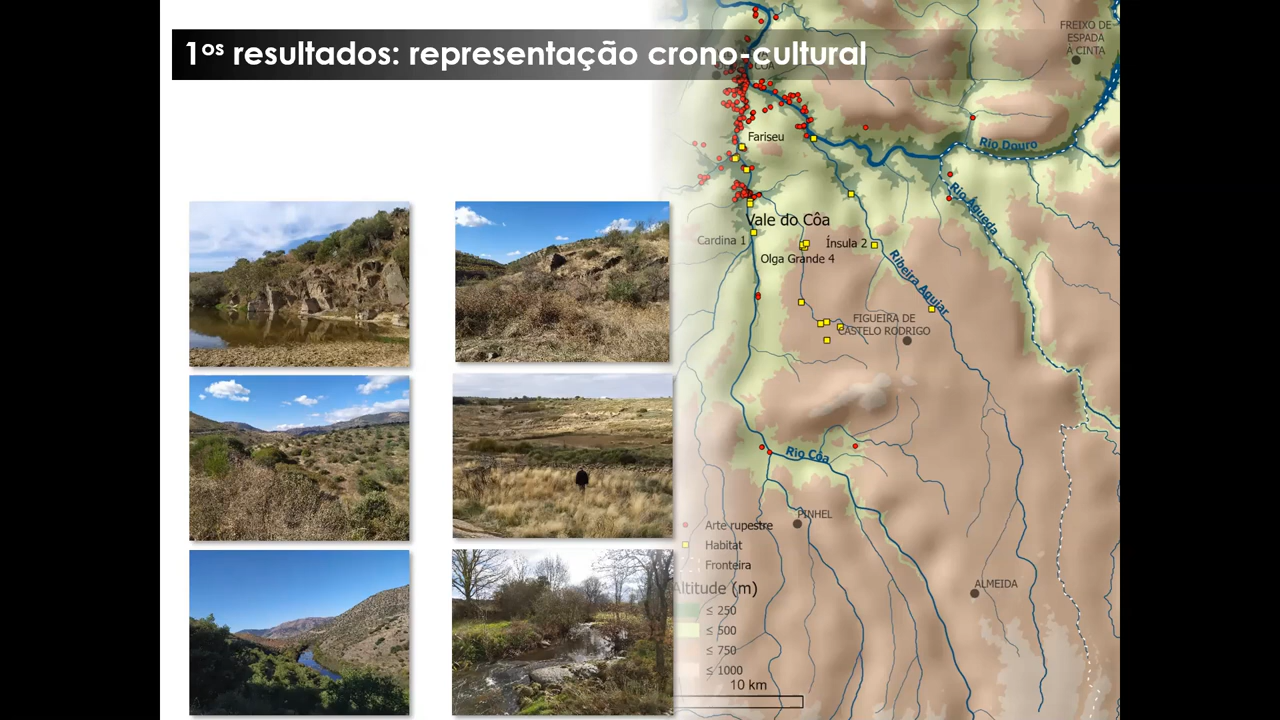 1os resultados: representação crono-cultural
FREIXO DE
ESPADA
À CINTA
Fariseu
Rio Douro
Rio Águeda
Vale do Côa
Cardina 1
Ínsula 2
Olga Grande 4
Ribeira Aguiar
FIGUEIRA DE
CASTELO RODRIGO
Rio Côa
PINHEL
ALMEIDA
Arte rupestre
Habitat
Fronteira
Altitude (m)
≤ 250
≤ 500
≤ 750
≤ 1000
10 km